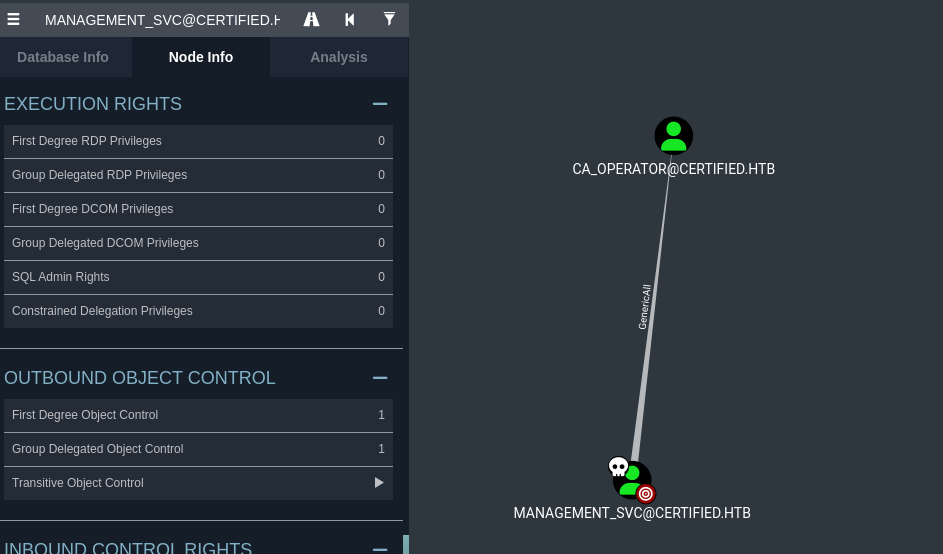 MANAGEMENT_SVC@CERTIFIED.H
Database Info
Node Info
Analysis
EXECUTION RIGHTS
First Degree RDP Privileges 0
Group Delegated RDP Privileges 0
First Degree DCOM Privileges 0
Group Delegated DCOM Privileges 0
SQL Admin Rights 0
Constrained Delegation Privileges 0
OUTBOUND OBJECT CONTROL
First Degree Object Control 1
Group Delegated Object Control 1
Transitive Object Control
INBOUND CONTROL RIGHTS
CA_OPERATOR@CERTIFIED.HTB
GenericAll
MANAGEMENT_SVC@CERTIFIED.HTB